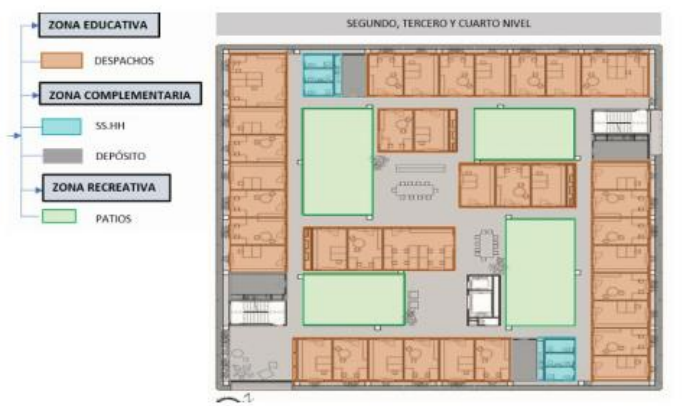 ZONA EDUCATIVA
DESPACHOS
ZONA COMPLEMENTARIA
SS.HH
DEPÓSITO
ZONA RECREATIVA
PATIOS
SEGUNDO, TERCERO Y CUARTO NIVEL